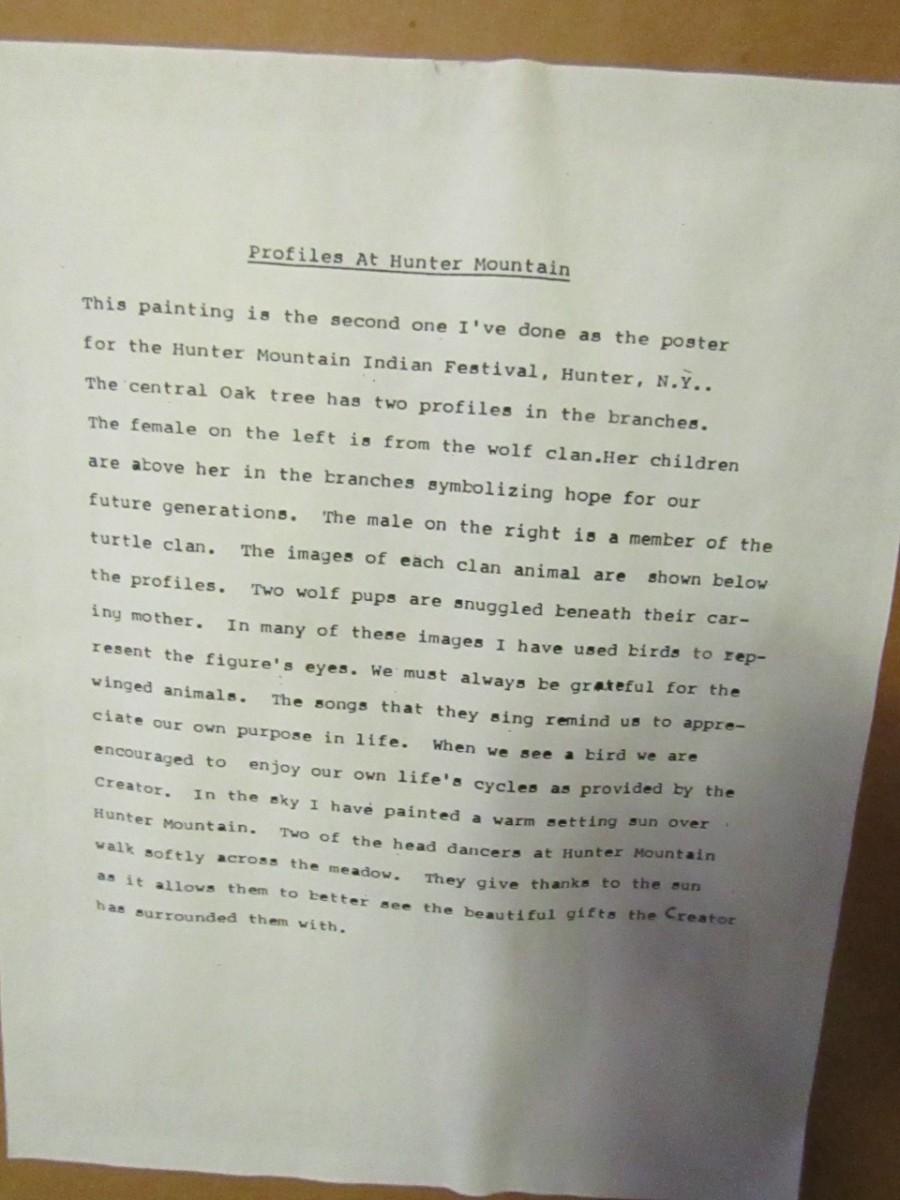 Profiles At Hunter Mountain
This painting is the second one I've done as the poster
for the Hunter Mountain Indian Festival, Hunter, N.Y..
The central Oak tree has two profiles in the branches.
The female on the left is from the wolf clan.Her children
are above her in the branches symbolizing hope for our
future generations. The male on the right is a member of the
turtle clan. The images of each clan animal are shown below
the profiles. Two wolf pups are snuggled beneath their car-
ing mother. In many of these images I have used birds to rep-
resent the figure's eyes. We must always be grateful for the
winged animals. The songs that they sing remind us to appre-
ciate our own purpose in life. When we see a bird we are
encouraged to enjoy our own life's cycles as provided by the
Creator. In the sky I have painted a warm setting sun over
Hunter Mountain. Two of the head dancers at Hunter Mountain
walk softly across the meadow. They give thanks to the sun
as it allows them to better see the beautiful gifts the Creator
has surrounded them with.